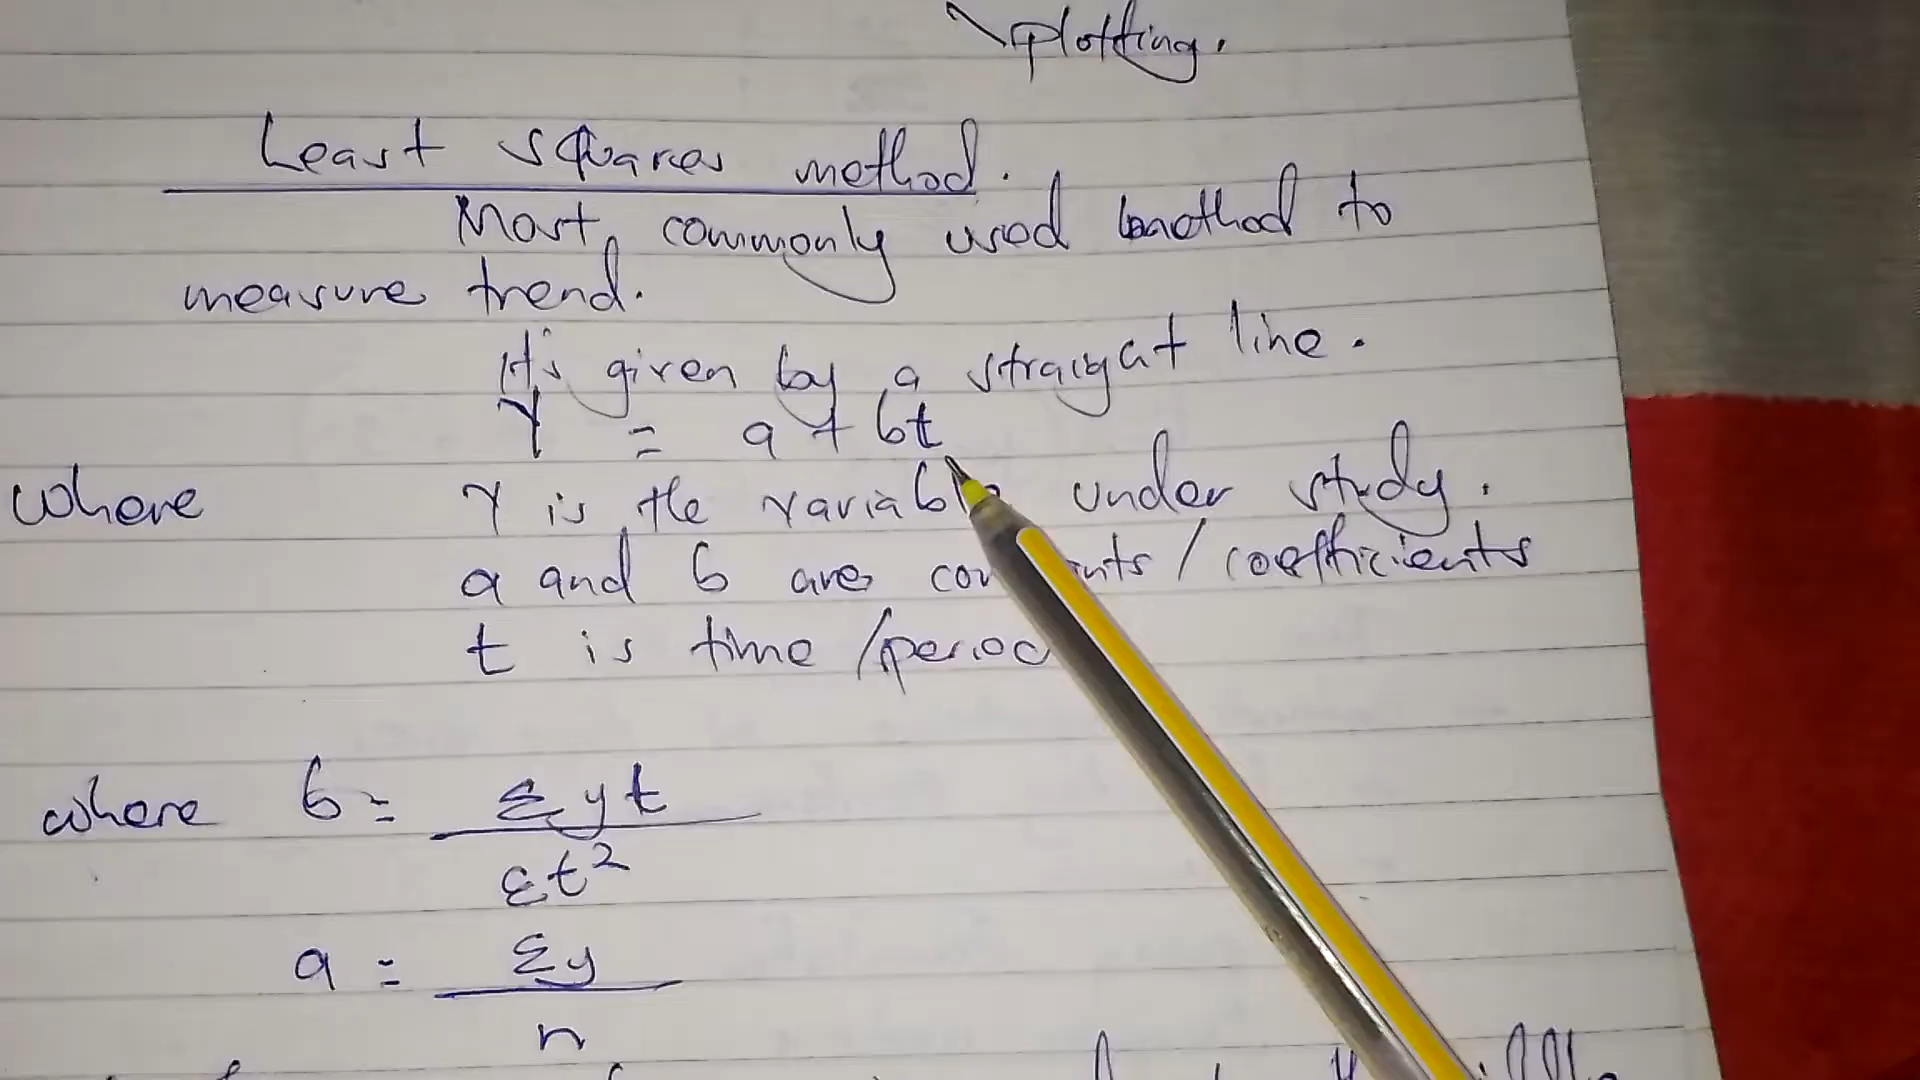 plotting.
Least squares method.
Most commonly used method to
measure trend.
It's given by a straight line.
Y = a + bt
where Y is the variable under study.
a and b are / coefficients
t is time / period
where b = Σyt
Σt²
a = Σy
n